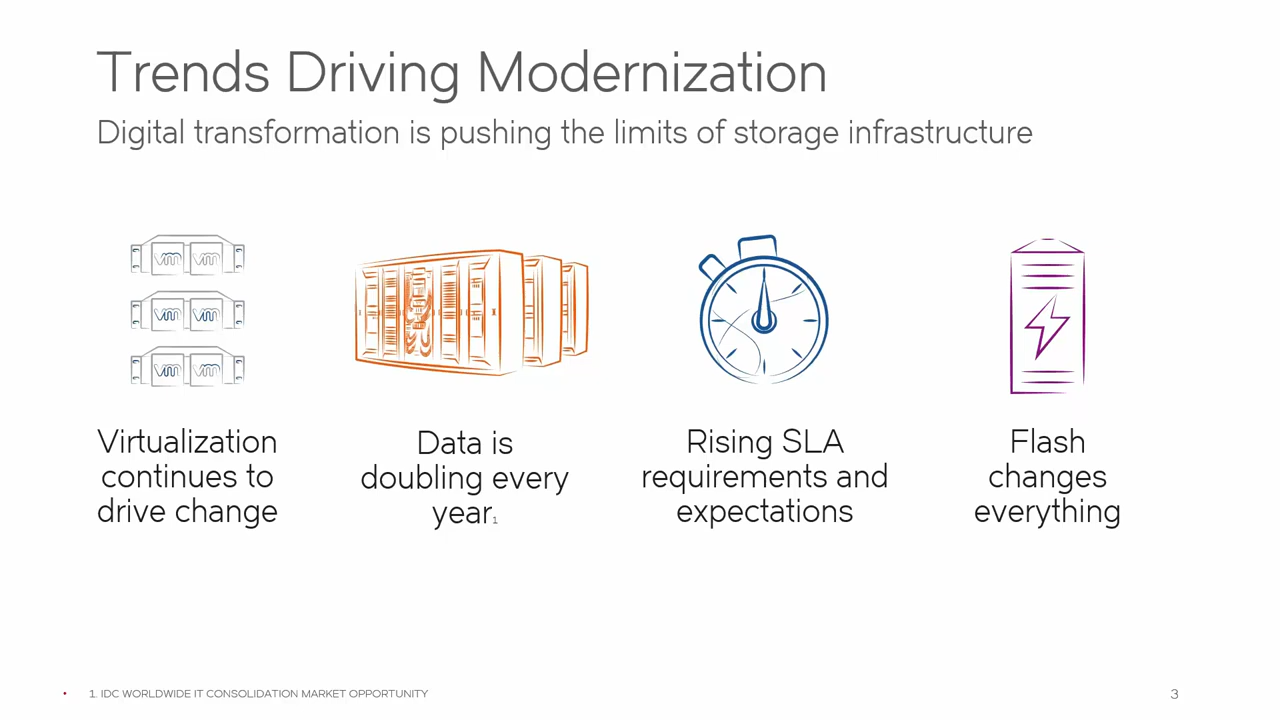 Trends Driving Modernization
Digital transformation is pushing the limits of storage infrastructure
vm vm
vm vm
vm vm
Virtualization
continues to
drive change
Data is
doubling every
year1
Rising SLA
requirements and
expectations
Flash
changes
everything
• 1. IDC WORLDWIDE IT CONSOLIDATION MARKET OPPORTUNITY
3